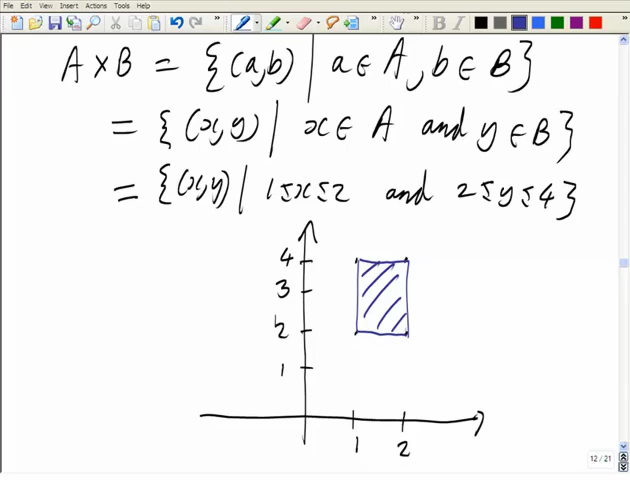 File Edit View Insert Actions Tools Help
B I
A × B = {(a,b) | a ∈ A, b ∈ B}
= {(x,y) | x ∈ A and y ∈ B}
= {(x,y) | 1 ≤ x ≤ 2 and 2 ≤ y ≤ 4}
4
3
2
1
1 2
12 / 21